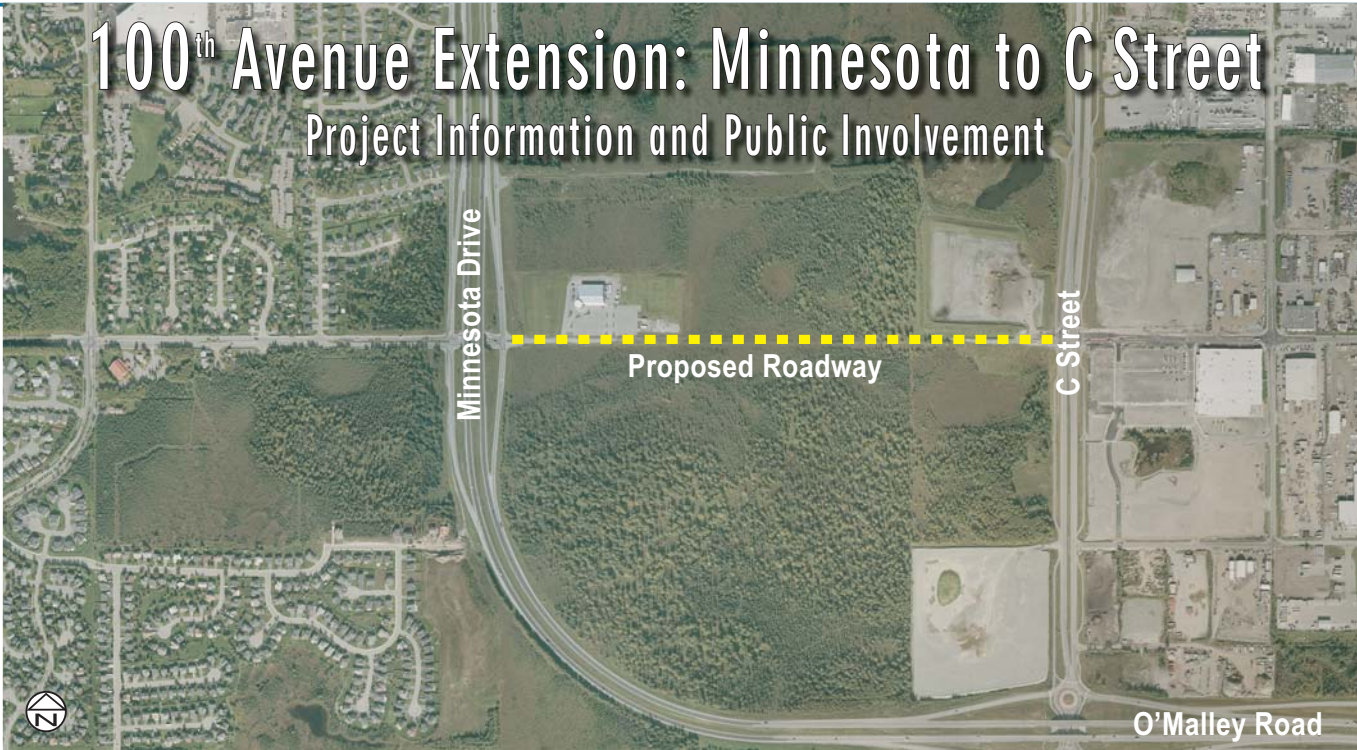 100th Avenue Extension: Minnesota to C Street
Project Information and Public Involvement
Minnesota Drive
C Street
Proposed Roadway
O'Malley Road
N